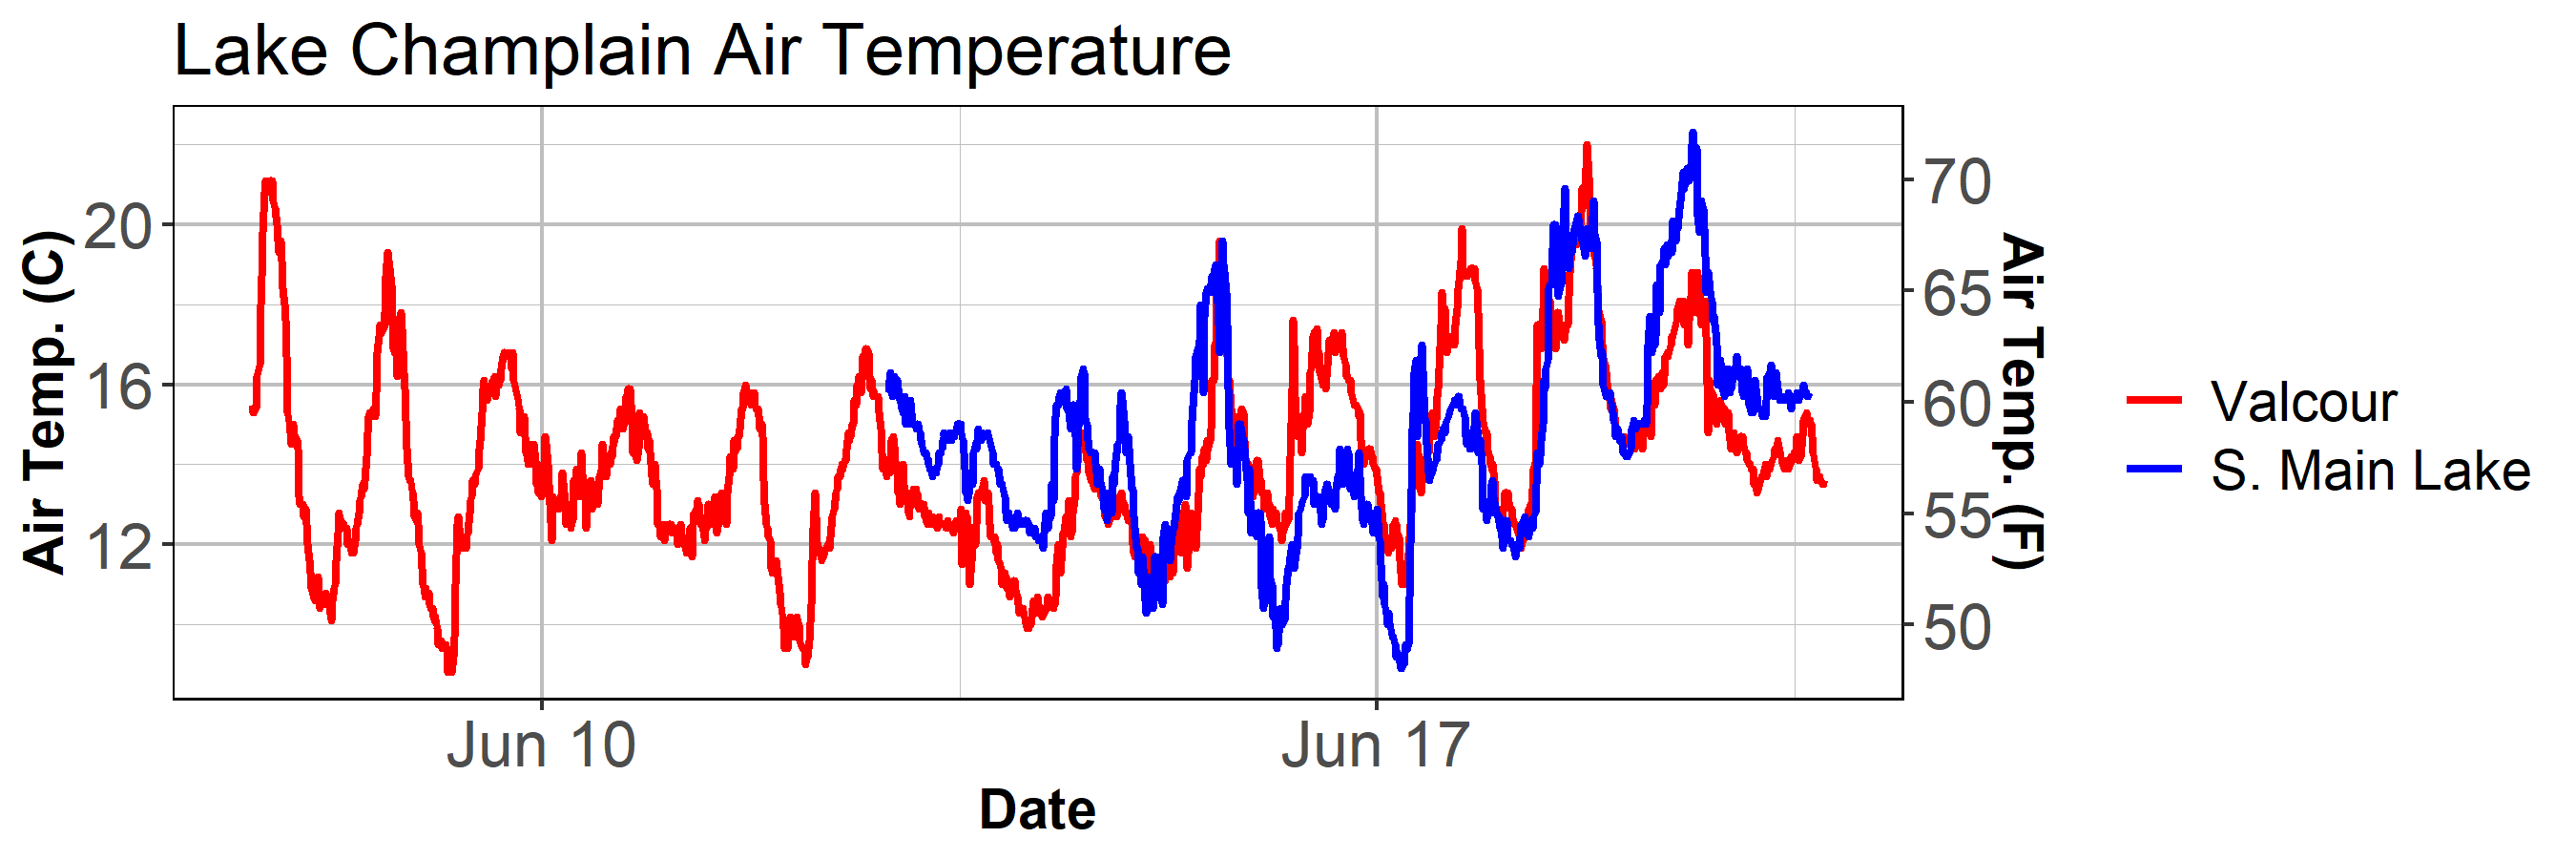 Lake Champlain Air Temperature
Air Temp. (C)
20
16
12
70
65
60
55
50
Air Temp. (F)
Jun 10
Jun 17
Date
Valcour
S. Main Lake